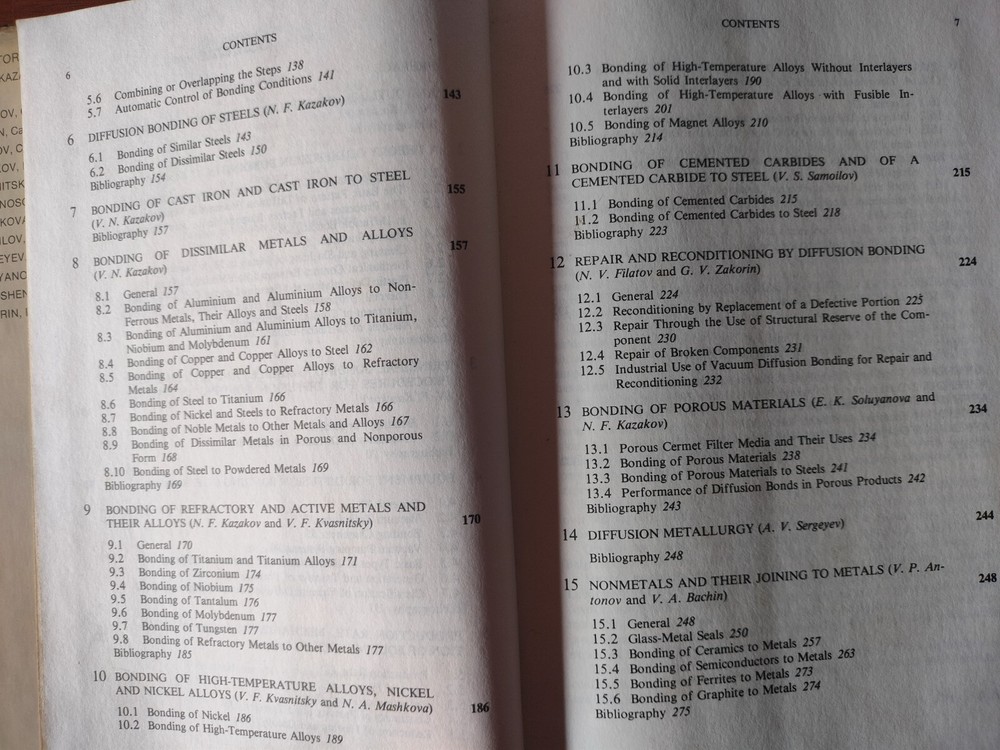 CONTENTS
6
5.6 Combining or Overlapping the Steps 138
5.7 Automatic Control of Bonding Conditions 141
6 DIFFUSION BONDING OF STEELS (N. F. Kazakov) 143
6.1 Bonding of Similar Steels 143
6.2 Bonding of Dissimilar Steels 150
Bibliography 154
7 BONDING OF CAST IRON AND CAST IRON TO STEEL
(V. N. Kazakov) 155
Bibliography 157
8 BONDING OF DISSIMILAR METALS AND ALLOYS
(V. N. Kazakov) 157
8.1 General 157
8.2 Bonding of Aluminium and Aluminium Alloys to Non-
Ferrous Metals, Their Alloys and Steels 158
8.3 Bonding of Aluminium and Aluminium Alloys to Titanium,
Niobium and Molybdenum 161
8.4 Bonding of Copper and Copper Alloys to Steel 162
8.5 Bonding of Copper and Copper Alloys to Refractory
Metals 164
8.6 Bonding of Steel to Titanium 166
8.7 Bonding of Nickel and Steels to Refractory Metals 166
8.8 Bonding of Noble Metals to Other Metals and Alloys 167
8.9 Bonding of Dissimilar Metals in Porous and Nonporous
Form 168
8.10 Bonding of Steel to Powdered Metals 169
Bibliography 169
9 BONDING OF REFRACTORY AND ACTIVE METALS AND
THEIR ALLOYS (N. F. Kazakov and V. F. Kvasnitsky) 170
9.1 General 170
9.2 Bonding of Titanium and Titanium Alloys 171
9.3 Bonding of Zirconium 174
9.4 Bonding of Niobium 175
9.5 Bonding of Tantalum 176
9.6 Bonding of Molybdenum 177
9.7 Bonding of Tungsten 177
9.8 Bonding of Refractory Metals to Other Metals 177
Bibliography 185
10 BONDING OF HIGH-TEMPERATURE ALLOYS, NICKEL
AND NICKEL ALLOYS (V. F. Kvasnitsky and N. A. Mashkova) 186
10.1 Bonding of Nickel 186
10.2 Bonding of High-Temperature Alloys 189
CONTENTS 7
10.3 Bonding of High-Temperature Alloys Without Interlayers
and with Solid Interlayers 190
10.4 Bonding of High-Temperature Alloys with Fusible In-
terlayers 201
10.5 Bonding of Magnet Alloys 210
Bibliography 214
11 BONDING OF CEMENTED CARBIDES AND OF A
CEMENTED CARBIDE TO STEEL (V. S. Samoilov) 215
11.1 Bonding of Cemented Carbides 215
11.2 Bonding of Cemented Carbides to Steel 218
Bibliography 223
12 REPAIR AND RECONDITIONING BY DIFFUSION BONDING
(N. V. Filatov and G. V. Zakorin) 224
12.1 General 224
12.2 Reconditioning by Replacement of a Defective Portion 225
12.3 Repair Through the Use of Structural Reserve of the Com-
ponent 230
12.4 Repair of Broken Components 231
12.5 Industrial Use of Vacuum Diffusion Bonding for Repair and
Reconditioning 232
13 BONDING OF POROUS MATERIALS (E. K. Soluyanova and
N. F. Kazakov) 234
13.1 Porous Cermet Filter Media and Their Uses 234
13.2 Bonding of Porous Materials 238
13.3 Bonding of Porous Materials to Steels 241
13.4 Performance of Diffusion Bonds in Porous Products 242
Bibliography 243
14 DIFFUSION METALLURGY (A. V. Sergeyev) 244
Bibliography 248
15 NONMETALS AND THEIR JOINING TO METALS (V. P. An-
tonov and V. A. Bachin) 248
15.1 General 248
15.2 Glass-Metal Seals 250
15.3 Bonding of Ceramics to Metals 257
15.4 Bonding of Semiconductors to Metals 263
15.5 Bonding of Ferrites to Metals 273
15.6 Bonding of Graphite to Metals 274
Bibliography 275